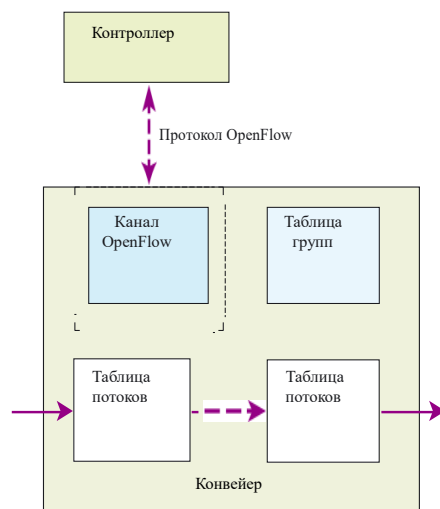 Контроллер
Протокол OpenFlow
Канал
OpenFlow
Таблица
групп
Таблица
потоков
Таблица
потоков
Конвейер